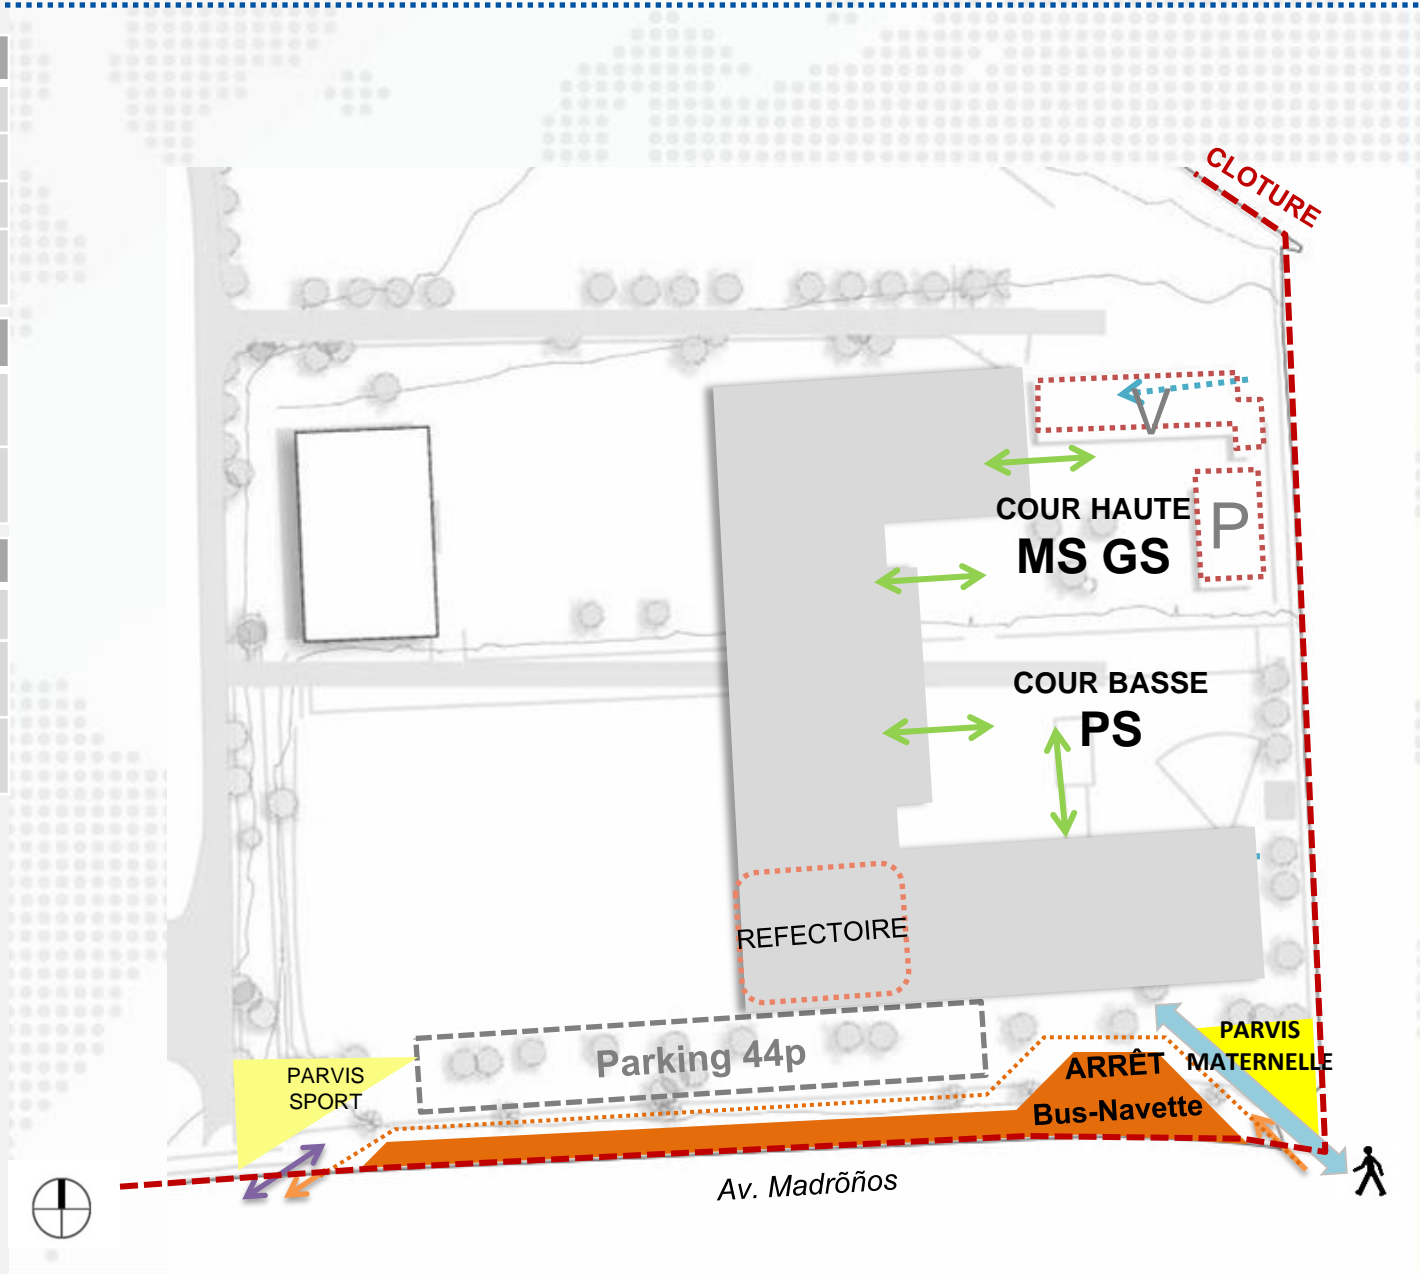 CLOTURE
V
COUR HAUTE
MS GS
P
COUR BASSE
PS
REFECTOIRE
PARVIS
MATERNELLE
Parking 44p
ARRÊT
Bus-Navette
PARVIS
SPORT
Av. Madrõños